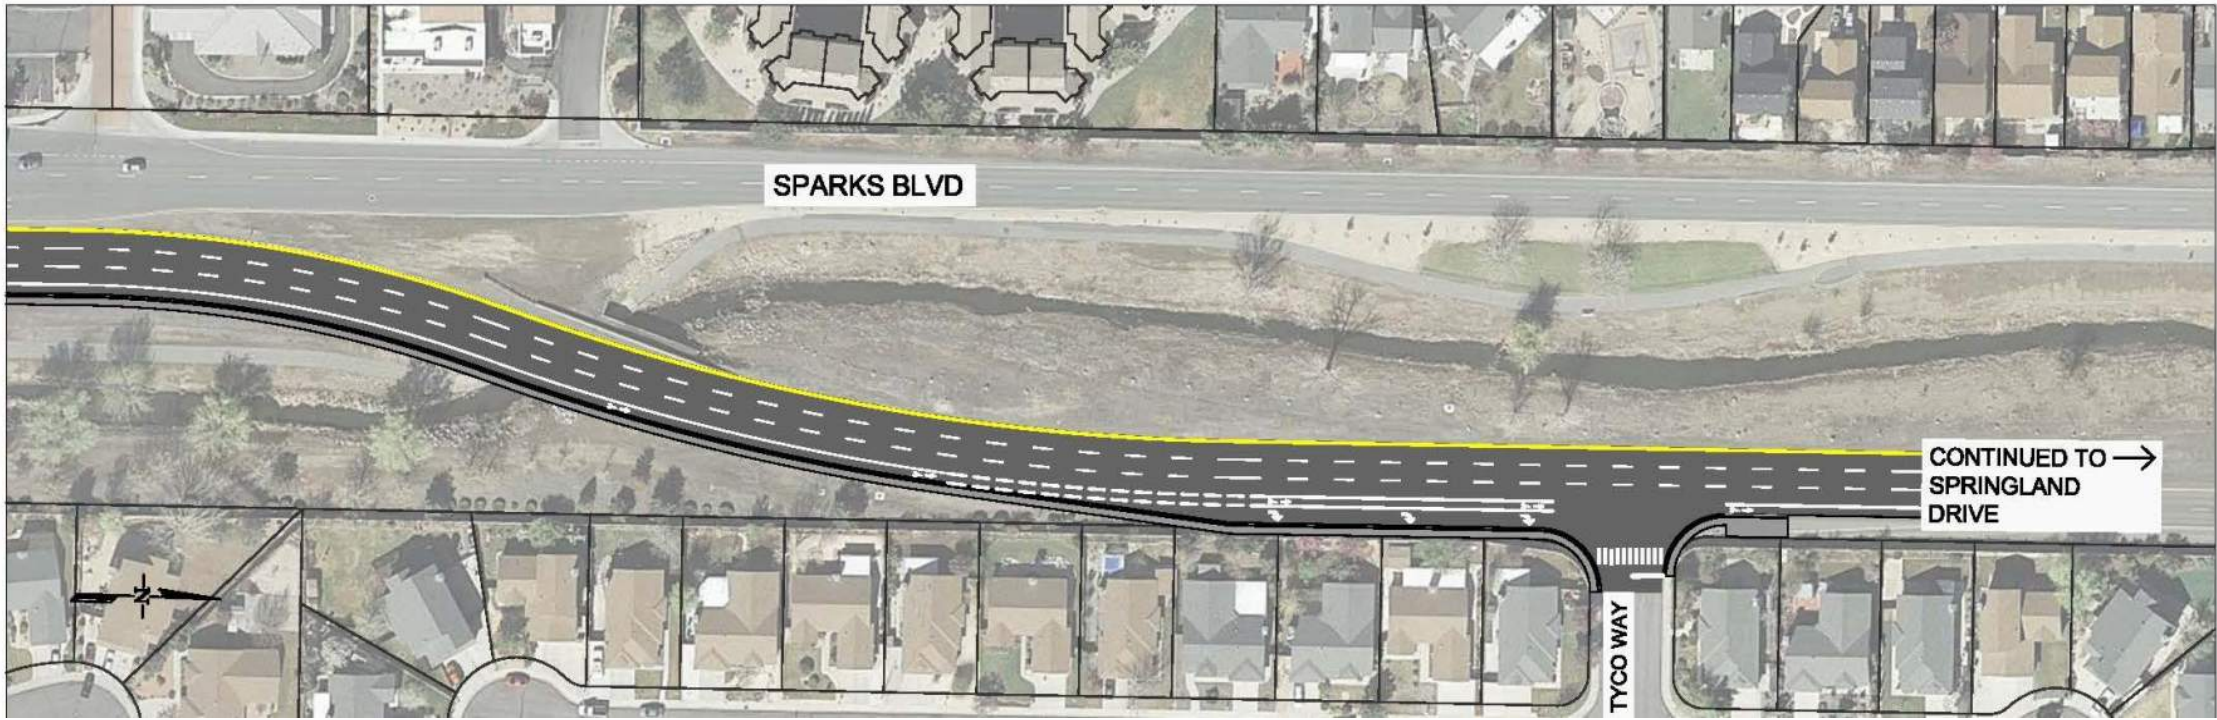 SPARKS BLVD
CONTINUED TO
SPRINGLAND
DRIVE
N
TYCO WAY